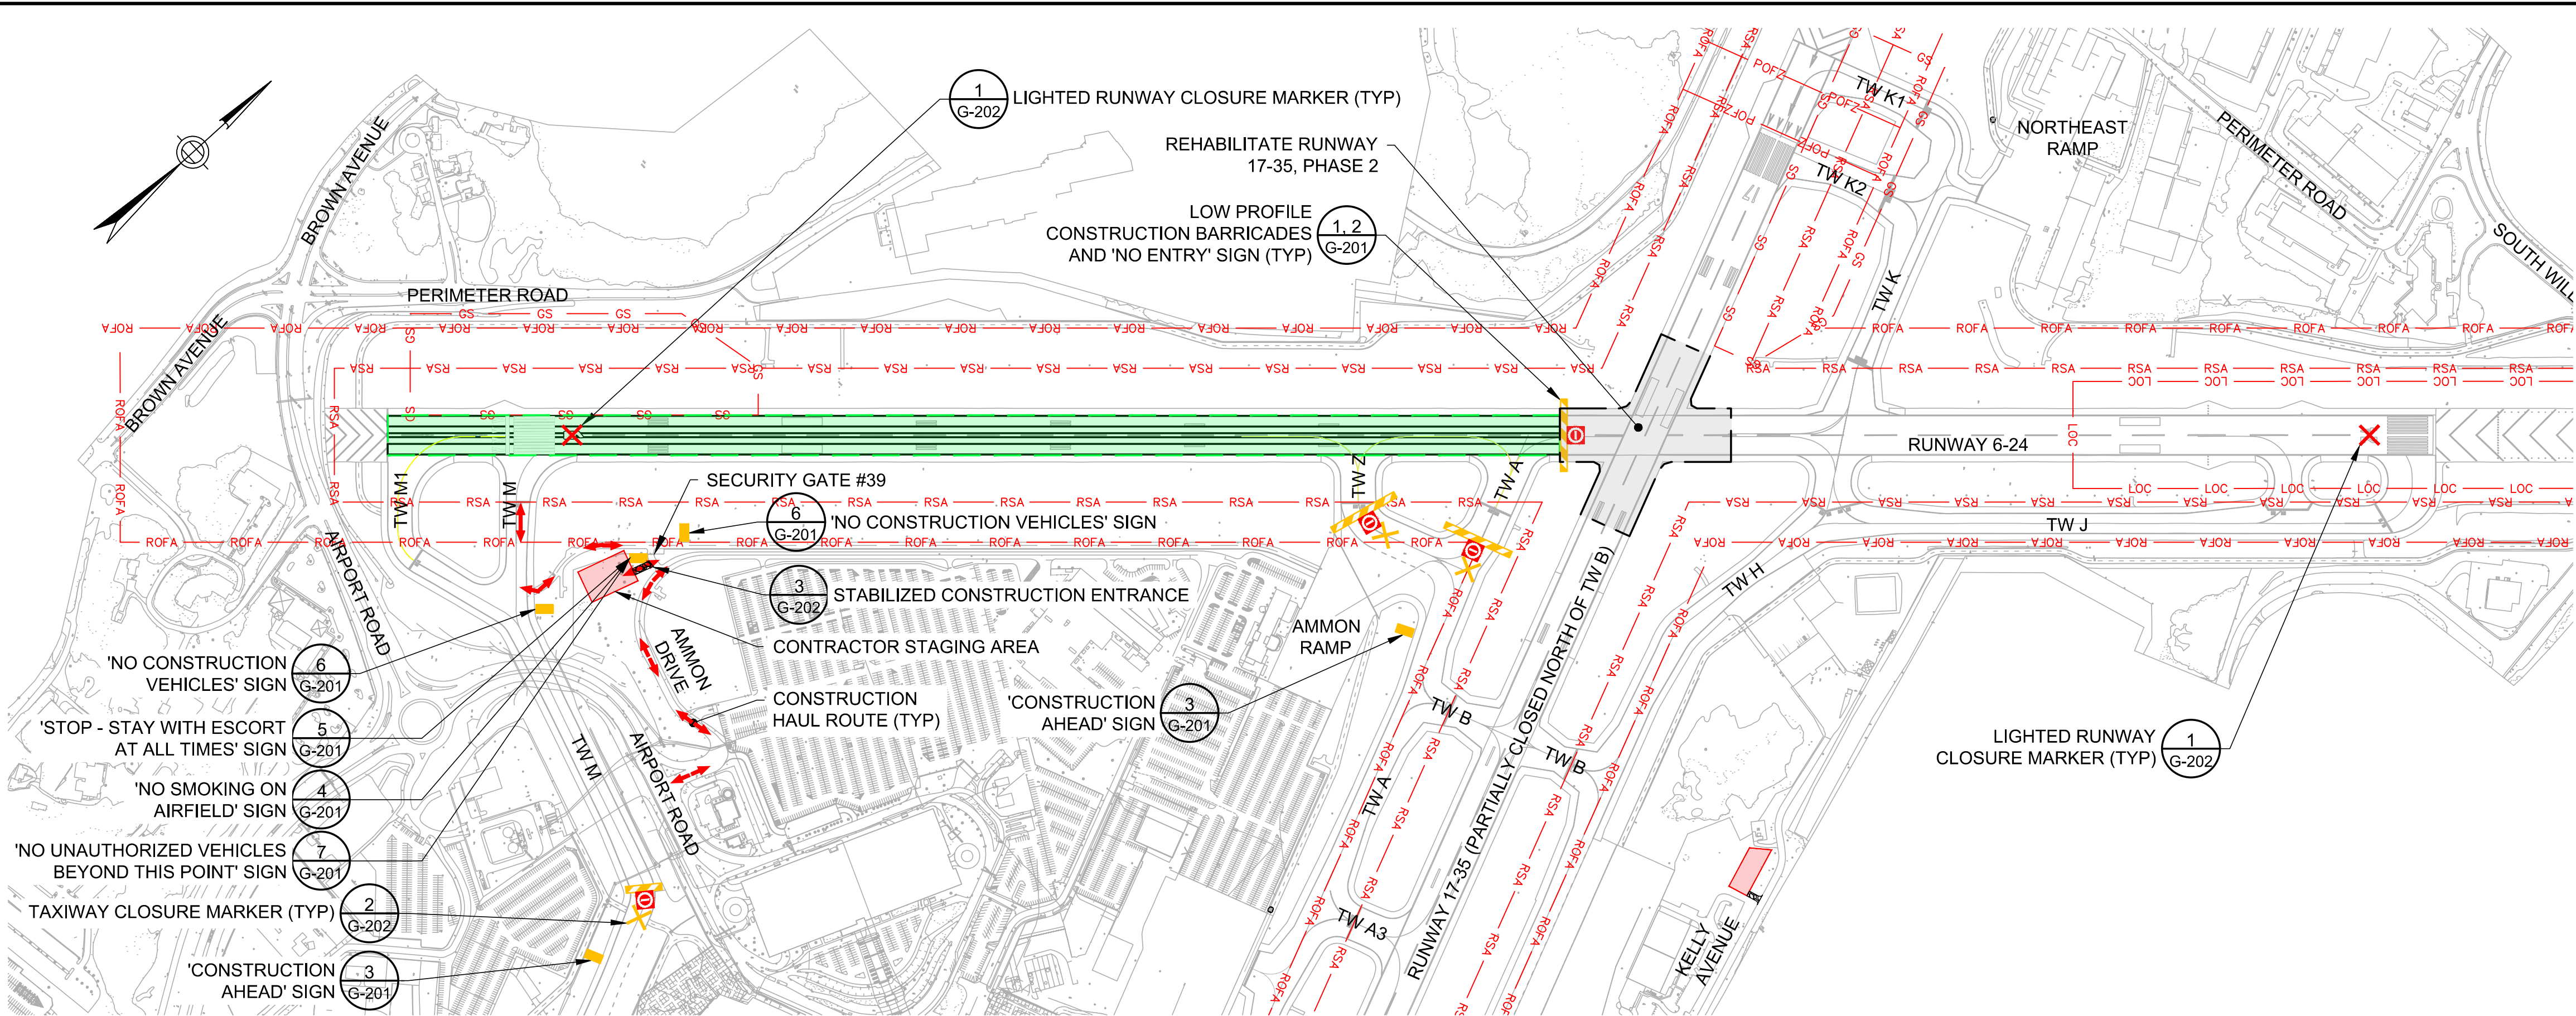 1
G-202
LIGHTED RUNWAY CLOSURE MARKER (TYP)
REHABILITATE RUNWAY
17-35, PHASE 2
LOW PROFILE
CONSTRUCTION BARRICADES
AND 'NO ENTRY' SIGN (TYP)
1, 2
G-201
BROWN AVENUE
BROWN AVENUE
PERIMETER ROAD
TW K1
TW K2
TW K
NORTHEAST
RAMP
PERIMETER ROAD
RUNWAY 6-24
TW M1
TW M
SECURITY GATE #39
6
G-201
'NO CONSTRUCTION VEHICLES' SIGN
3
G-202
STABILIZED CONSTRUCTION ENTRANCE
CONTRACTOR STAGING AREA
CONSTRUCTION
HAUL ROUTE (TYP)
AMMON
DRIVE
AIRPORT ROAD
AIRPORT ROAD
TW M
TW Z
TW A
TW J
TW H
AMMON
RAMP
'CONSTRUCTION
AHEAD' SIGN
3
G-201
TW B
TW B
TW A
TW A3
RUNWAY 17-35 (PARTIALLY CLOSED NORTH OF TW B)
KELLY
AVENUE
LIGHTED RUNWAY
CLOSURE MARKER (TYP)
1
G-202
'NO CONSTRUCTION
VEHICLES' SIGN
6
G-201
'STOP - STAY WITH ESCORT
AT ALL TIMES' SIGN
5
G-201
'NO SMOKING ON
AIRFIELD' SIGN
4
G-201
'NO UNAUTHORIZED VEHICLES
BEYOND THIS POINT' SIGN
7
G-201
TAXIWAY CLOSURE MARKER (TYP)
2
G-202
'CONSTRUCTION
AHEAD' SIGN
3
G-201
SOUTH
ROFA
RSA
GS
POFZ
LOC